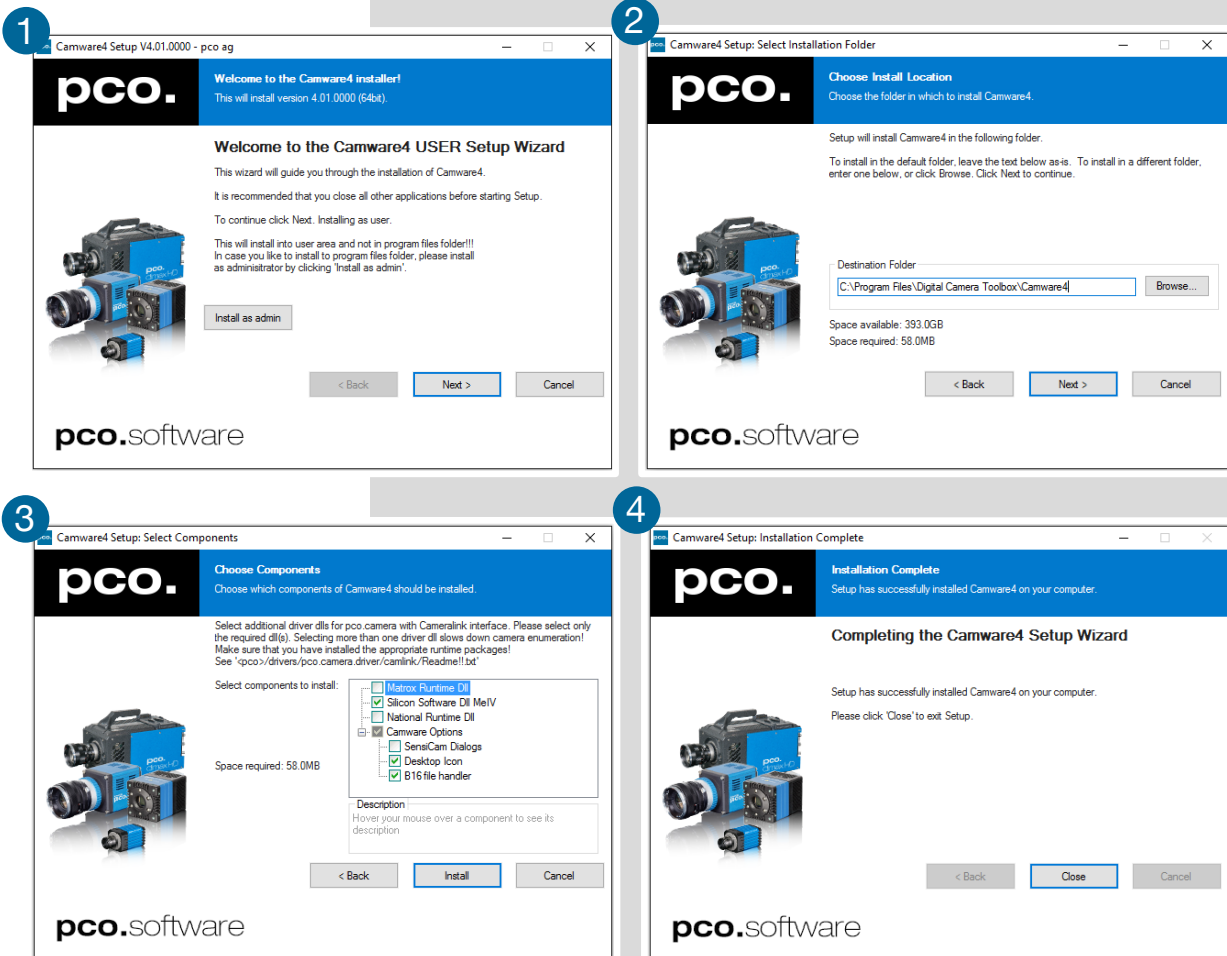 1
Camware4 Setup V4.01.0000 - pco ag
pco.
Welcome to the Camware4 installer!
This will install version 4.01.0000 (64bit).
Welcome to the Camware4 USER Setup Wizard
This wizard will guide you through the installation of Camware4.
It is recommended that you close all other applications before starting Setup.
To continue click Next. Installing as user.
This will install into user area and not in program files folder!!!
In case you like to install to program files folder, please install
as adminisitrator by clicking 'Install as admin'.
Install as admin
< Back
Next >
Cancel
pco.software
2
Camware4 Setup: Select Installation Folder
pco.
Choose Install Location
Choose the folder in which to install Camware4.
Setup will install Camware4 in the following folder.
To install in the default folder, leave the text below as-is. To install in a different folder,
enter one below, or click Browse. Click Next to continue.
Destination Folder
C:\Program Files\Digital Camera Toolbox\Camware4
Browse...
Space available: 393.0GB
Space required: 58.0MB
< Back
Next >
Cancel
pco.software
3
Camware4 Setup: Select Components
pco.
Choose Components
Choose which components of Camware4 should be installed.
Select additional driver dlls for pco.camera with Cameralink interface. Please select only
the required dll(s). Selecting more than one driver dll slows down camera enumeration!
Make sure that you have installed the appropriate runtime packages!
See '<pco>/drivers/pco.camera.driver/camlink/Readme!!.txt'
Select components to install:
Matrox Runtime Dll
Silicon Software Dll MeIV
National Runtime Dll
Camware Options
SensiCam Dialogs
Desktop Icon
B16 file handler
Space required: 58.0MB
Description
Hover your mouse over a component to see its
description
< Back
Install
Cancel
pco.software
4
Camware4 Setup: Installation Complete
pco.
Installation Complete
Setup has successfully installed Camware4 on your computer.
Completing the Camware4 Setup Wizard
Setup has successfully installed Camware4 on your computer.
Please click 'Close' to exit Setup.
< Back
Close
Cancel
pco.software